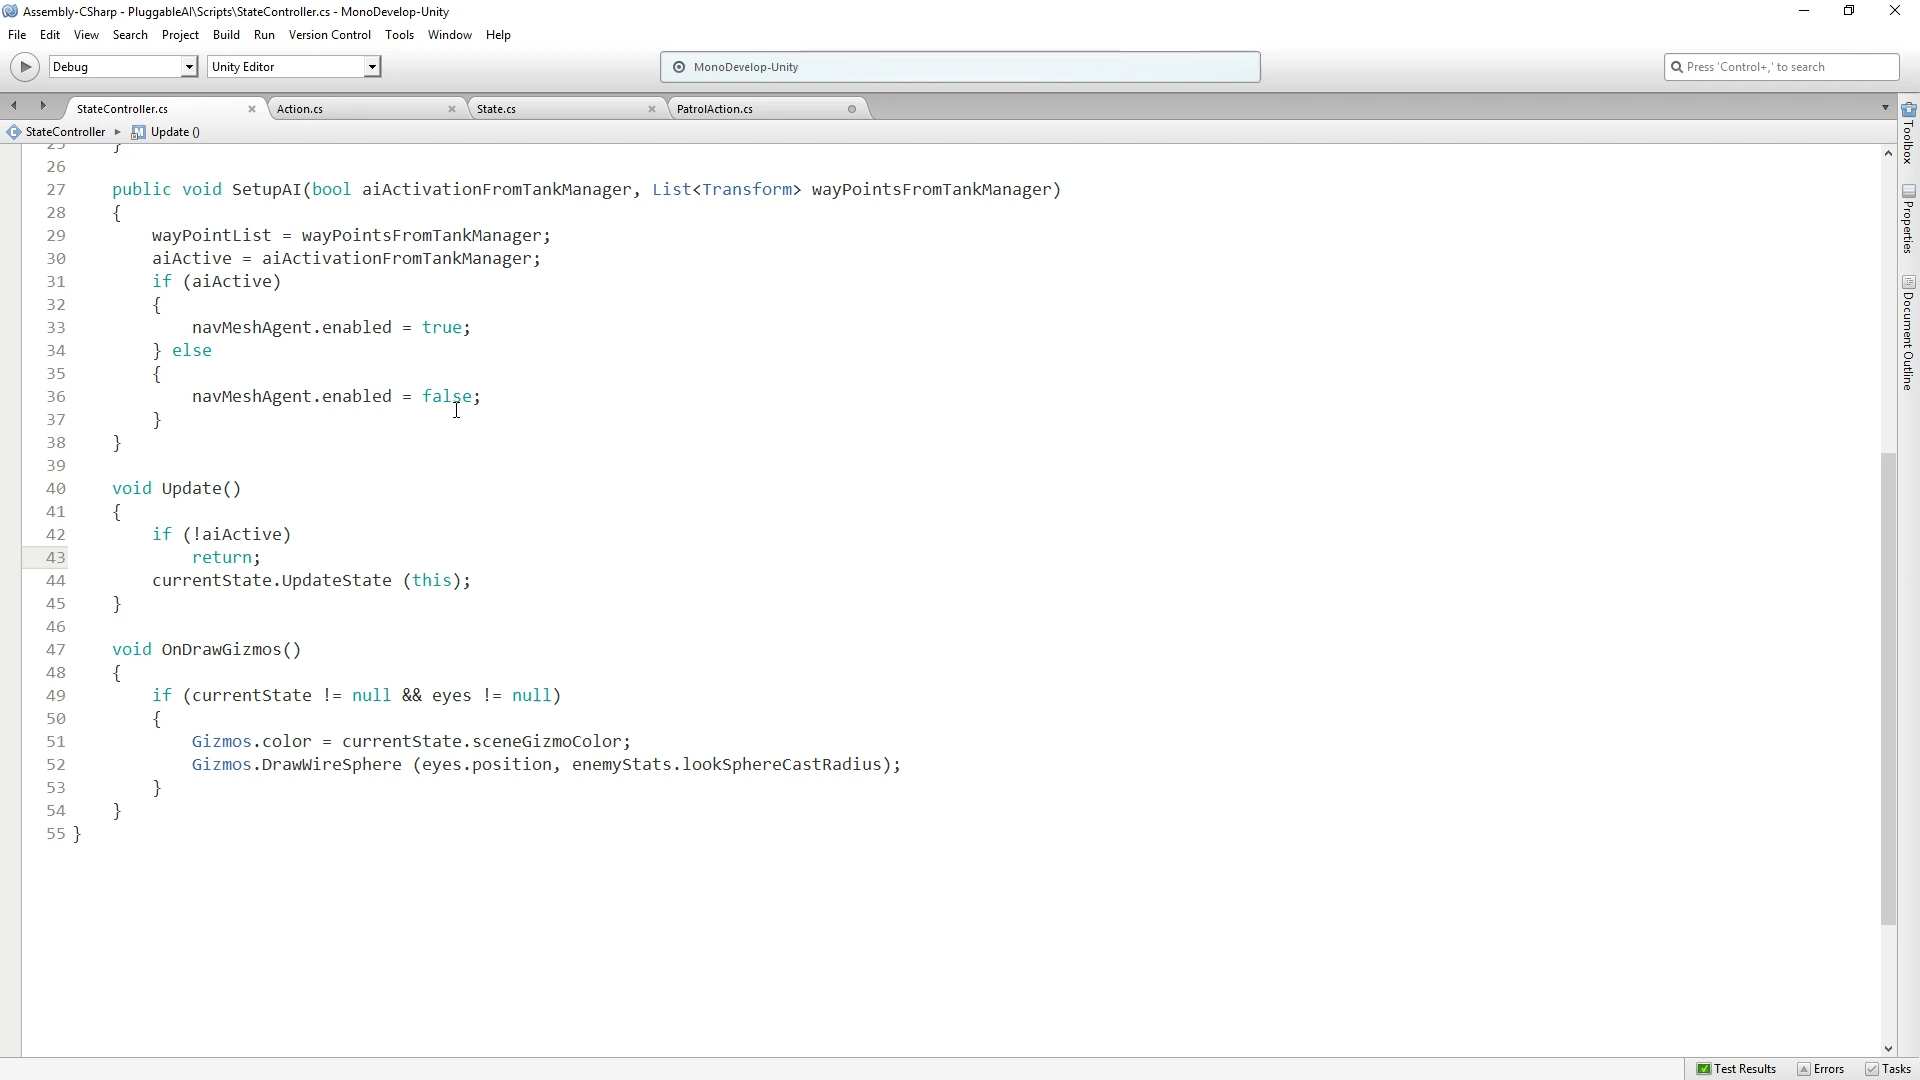 Assembly-CSharp - PluggableAI\Scripts\StateController.cs - MonoDevelop-Unity
File Edit View Search Project Build Run Version Control Tools Window Help
Debug Unity Editor MonoDevelop-Unity Press 'Control+,' to search
StateController.cs Action.cs State.cs PatrolAction.cs
StateController Update ()
25 }
26
27 public void SetupAI(bool aiActivationFromTankManager, List<Transform> wayPointsFromTankManager)
28 {
29 wayPointList = wayPointsFromTankManager;
30 aiActive = aiActivationFromTankManager;
31 if (aiActive)
32 {
33 navMeshAgent.enabled = true;
34 } else
35 {
36 navMeshAgent.enabled = false;
37 }
38 }
39
40 void Update()
41 {
42 if (!aiActive)
43 return;
44 currentState.UpdateState (this);
45 }
46
47 void OnDrawGizmos()
48 {
49 if (currentState != null && eyes != null)
50 {
51 Gizmos.color = currentState.sceneGizmoColor;
52 Gizmos.DrawWireSphere (eyes.position, enemyStats.lookSphereCastRadius);
53 }
54 }
55 }
Toolbox
Properties
Document Outline
Test Results Errors Tasks